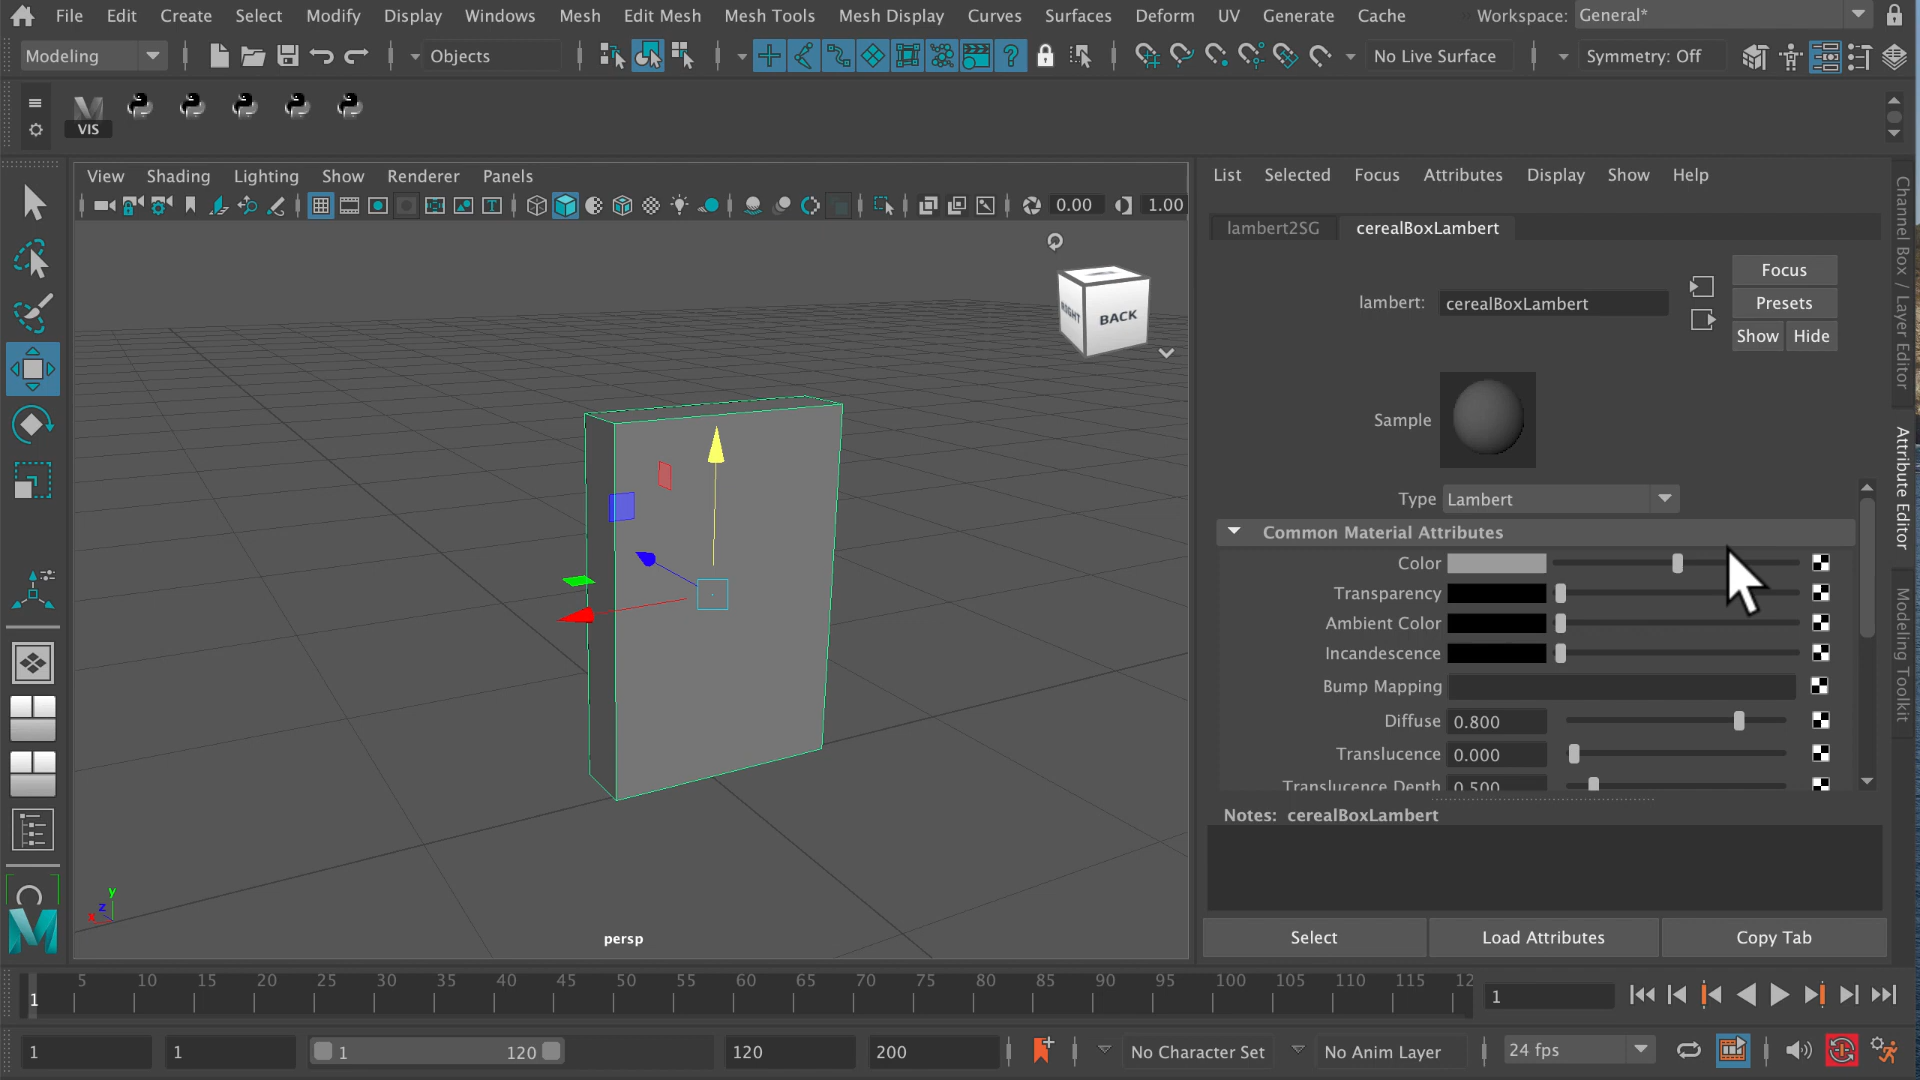 File Edit Create Select Modify Display Windows Mesh Edit Mesh Mesh Tools Mesh Display Curves Surfaces Deform UV Generate Cache Workspace: General*
Modeling Objects No Live Surface Symmetry: Off
VIS
View Shading Lighting Show Renderer Panels
0.00 1.00
RIGHT BACK
persp
y
z
x
List Selected Focus Attributes Display Show Help
lambert2SG cerealBoxLambert
Focus
lambert: cerealBoxLambert Presets
Show Hide
Sample
Type Lambert
Common Material Attributes
Color
Transparency
Ambient Color
Incandescence
Bump Mapping
Diffuse 0.800
Translucence 0.000
Translucence Depth 0.500
Notes: cerealBoxLambert
Select Load Attributes Copy Tab
Channel Box / Layer Editor
Attribute Editor
Modeling Toolkit
5 10 15 20 25 30 35 40 45 50 55 60 65 70 75 80 85 90 95 100 105 110 115 12
1 1
1 1 1 120 120 200 No Character Set No Anim Layer 24 fps